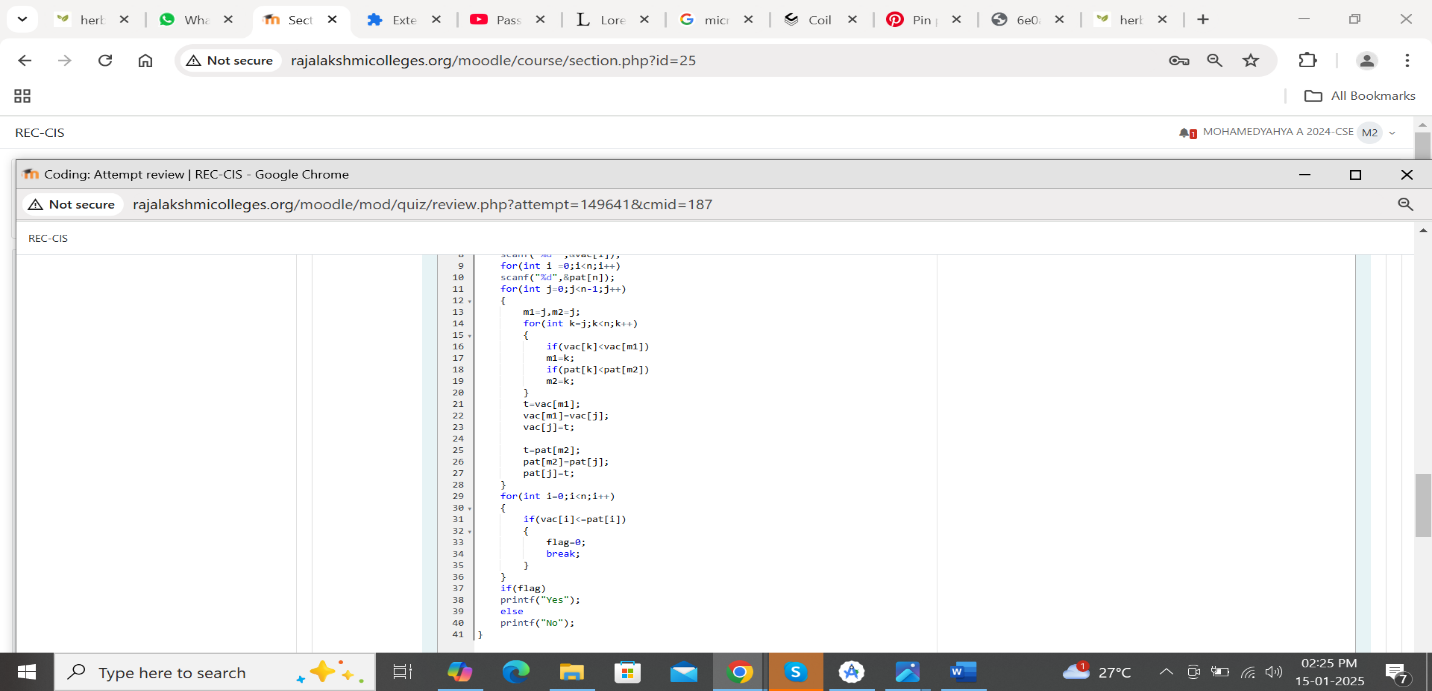 herb
Wha
Sect
Exte
Pass
L Lore
G micr
Coil
Pin
6e0
herb
Not secure rajalakshmicolleges.org/moodle/course/section.php?id=25
All Bookmarks
REC-CIS
1 MOHAMEDYAHYA A 2024-CSE M2
Coding: Attempt review | REC-CIS - Google Chrome
Not secure rajalakshmicolleges.org/moodle/mod/quiz/review.php?attempt=149641&cmid=187
REC-CIS
8 scanf("%d ",&vac[i]);
9 for(int i =0;i<n;i++)
10 scanf("%d",&pat[n]);
11 for(int j=0;j<n-1;j++)
12 {
13 m1=j,m2=j;
14 for(int k=j;k<n;k++)
15 {
16 if(vac[k]<vac[m1])
17 m1=k;
18 if(pat[k]<pat[m2])
19 m2=k;
20 }
21 t=vac[m1];
22 vac[m1]=vac[j];
23 vac[j]=t;
24
25 t=pat[m2];
26 pat[m2]=pat[j];
27 pat[j]=t;
28 }
29 for(int i=0;i<n;i++)
30 {
31 if(vac[i]<=pat[i])
32 {
33 flag=0;
34 break;
35 }
36 }
37 if(flag)
38 printf("Yes");
39 else
40 printf("No");
41 }
Type here to search
S
A
W
1
27°C
02:25 PM
15-01-2025
7